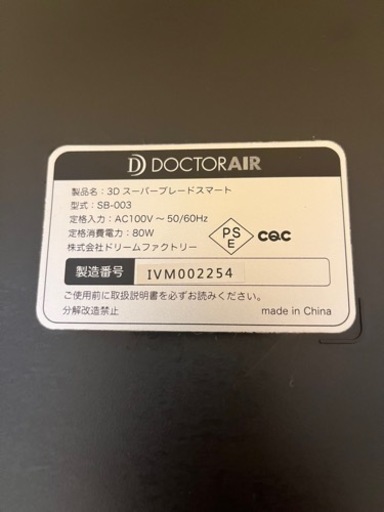 DOCTORAIR
製品名：3Dスーパーブレードスマート
型式：SB-003
定格入力：AC100V～50/60Hz
定格消費電力：80W
株式会社ドリームファクトリー
PS
E
CQC
製造番号 IVM002254
ご使用前に取扱説明書を必ずお読みください。
分解改造禁止 made in China